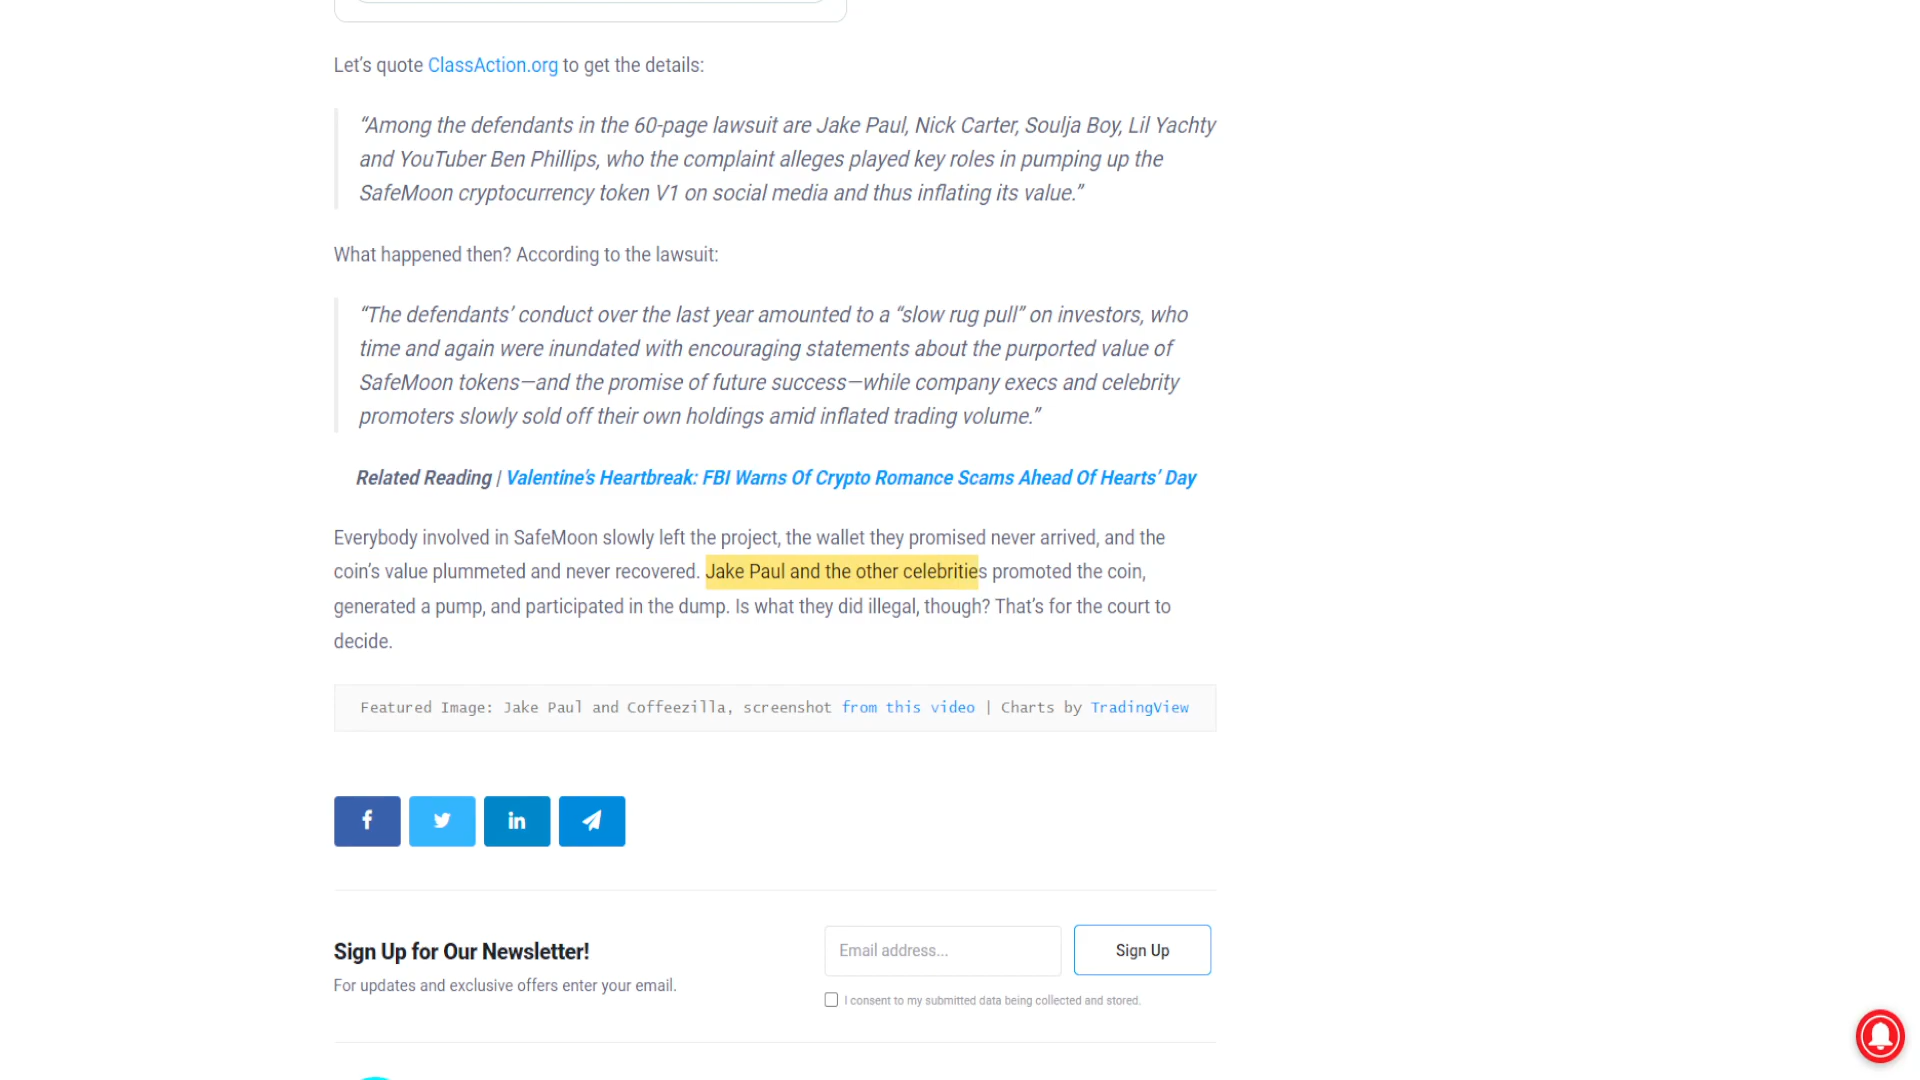 Let’s quote ClassAction.org to get the details:
“Among the defendants in the 60-page lawsuit are Jake Paul, Nick Carter, Soulja Boy, Lil Yachty
and YouTuber Ben Phillips, who the complaint alleges played key roles in pumping up the
SafeMoon cryptocurrency token V1 on social media and thus inflating its value.”
What happened then? According to the lawsuit:
“The defendants’ conduct over the last year amounted to a “slow rug pull” on investors, who
time and again were inundated with encouraging statements about the purported value of
SafeMoon tokens—and the promise of future success—while company execs and celebrity
promoters slowly sold off their own holdings amid inflated trading volume.”
Related Reading | Valentine’s Heartbreak: FBI Warns Of Crypto Romance Scams Ahead Of Hearts’ Day
Everybody involved in SafeMoon slowly left the project, the wallet they promised never arrived, and the
coin’s value plummeted and never recovered. Jake Paul and the other celebrities promoted the coin,
generated a pump, and participated in the dump. Is what they did illegal, though? That’s for the court to
decide.
Featured Image: Jake Paul and Coffeezilla, screenshot from this video | Charts by TradingView
Sign Up for Our Newsletter!
For updates and exclusive offers enter your email.
Email address...
Sign Up
I consent to my submitted data being collected and stored.